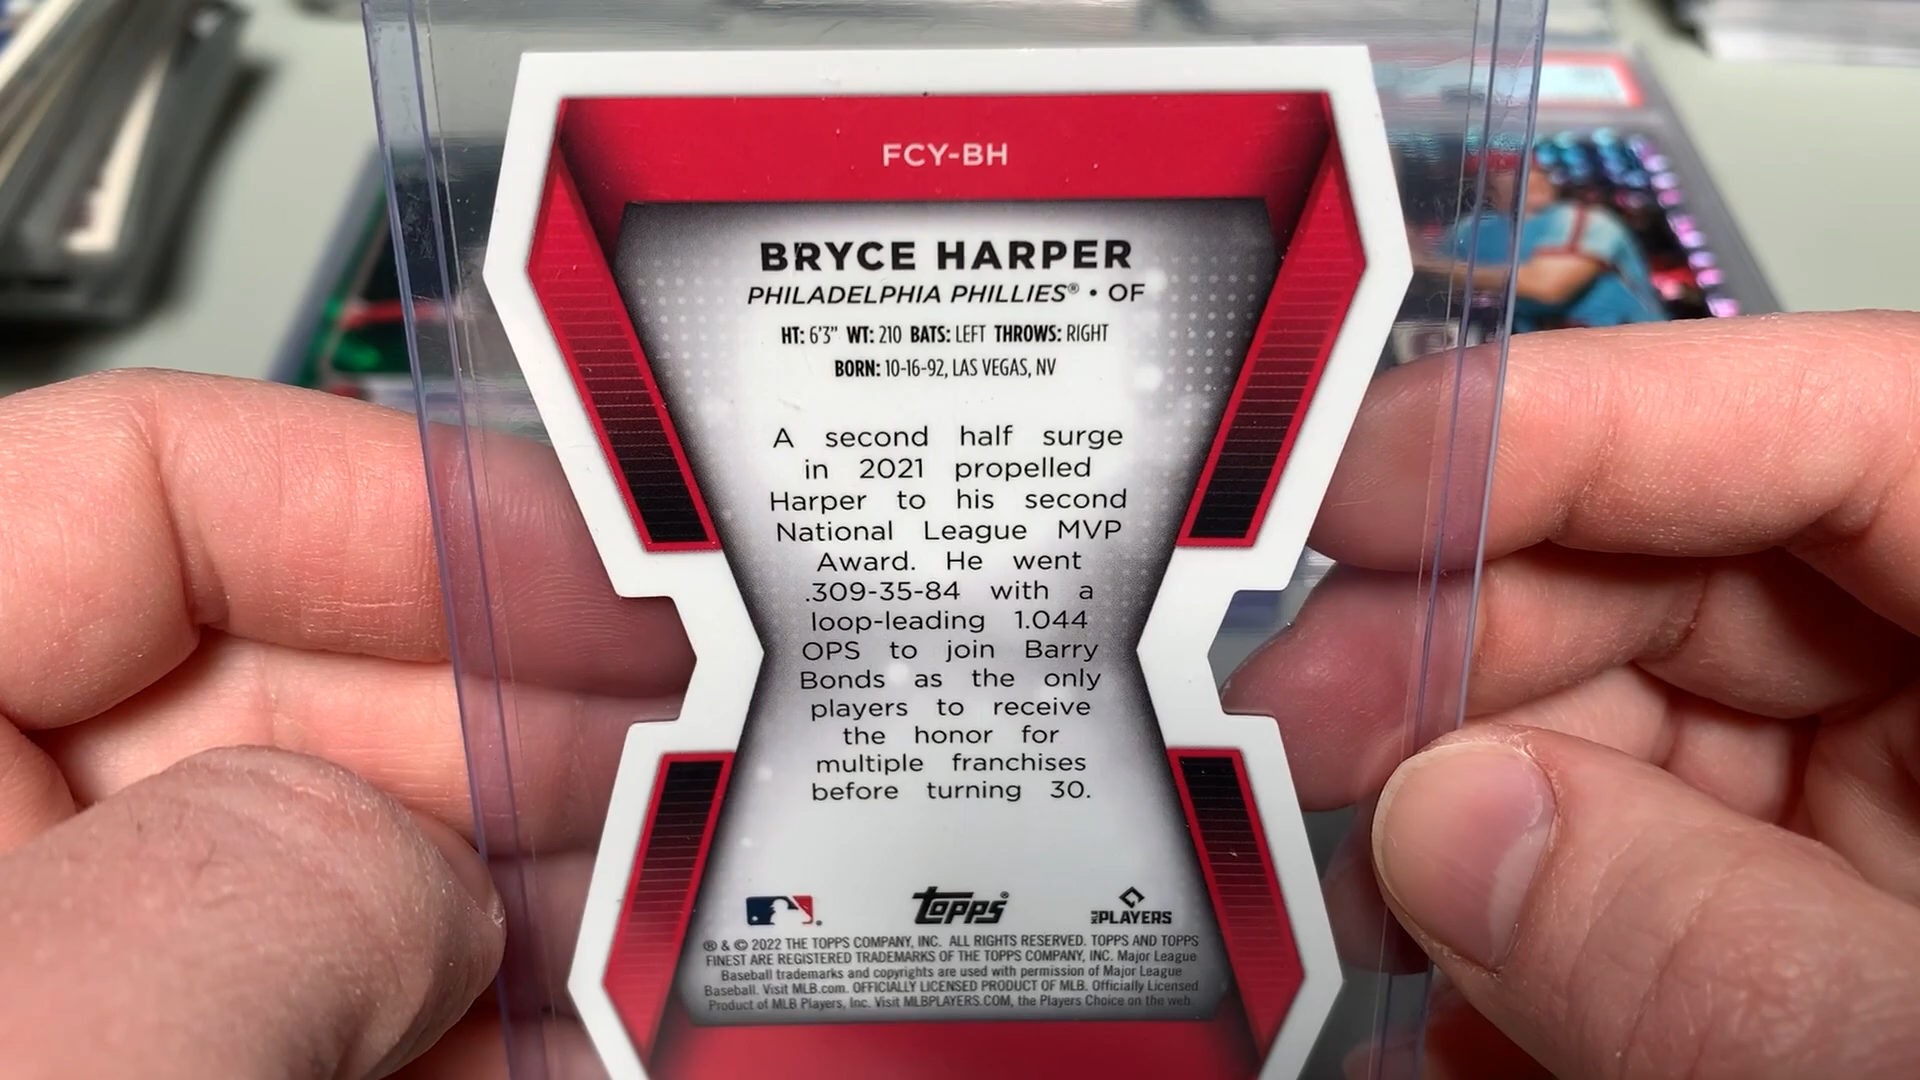 FCY-BH
BRYCE HARPER
PHILADELPHIA PHILLIES® • OF
HT: 6'3" WT: 210 BATS: LEFT THROWS: RIGHT
BORN: 10-16-92, LAS VEGAS, NV
A second half surge
in 2021 propelled
Harper to his second
National League MVP
Award. He went
.309-35-84 with a
loop-leading 1.044
OPS to join Barry
Bonds as the only
players to receive
the honor for
multiple franchises
before turning 30.
Topps®
MLB PLAYERS
® & © 2022 THE TOPPS COMPANY, INC. ALL RIGHTS RESERVED. TOPPS AND TOPPS
FINEST ARE REGISTERED TRADEMARKS OF THE TOPPS COMPANY, INC. Major League
Baseball trademarks and copyrights are used with permission of Major League
Baseball. Visit MLB.com. OFFICIALLY LICENSED PRODUCT OF MLB. Officially Licensed
Product of MLB Players, Inc. Visit MLBPLAYERS.COM, the Players Choice on the web.